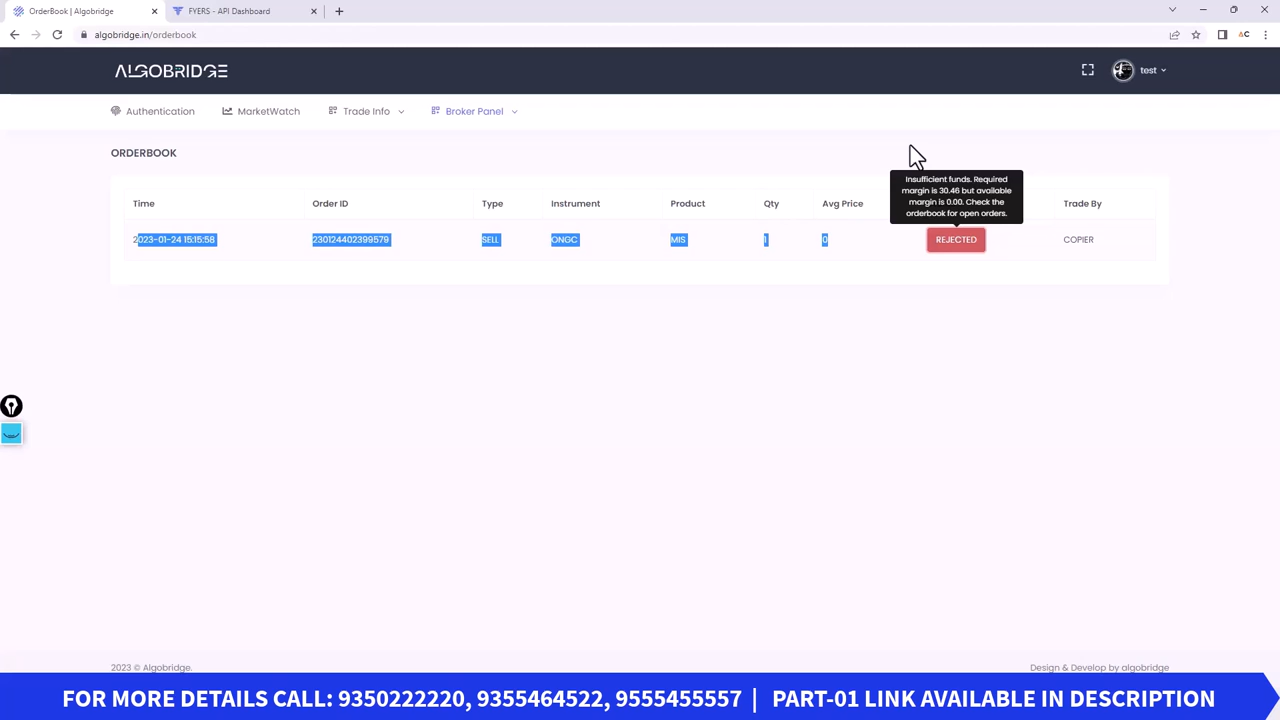 OrderBook | Algobridge
FYERS - API Dashboard
algobridge.in/orderbook
ALGOBRIDGE
test
Authentication
MarketWatch
Trade Info
Broker Panel
ORDERBOOK
Insufficient funds. Required
margin is 30.46 but available
margin is 0.00. Check the
orderbook for open orders.
Time Order ID Type Instrument Product Qty Avg Price Trade By
2023-01-24 15:15:58 230124402399579 SELL ONGC MIS 1 0 REJECTED COPIER
2023 © Algobridge.
Design & Develop by algobridge
FOR MORE DETAILS CALL: 9350222220, 9355464522, 9555455557 | PART-01 LINK AVAILABLE IN DESCRIPTION